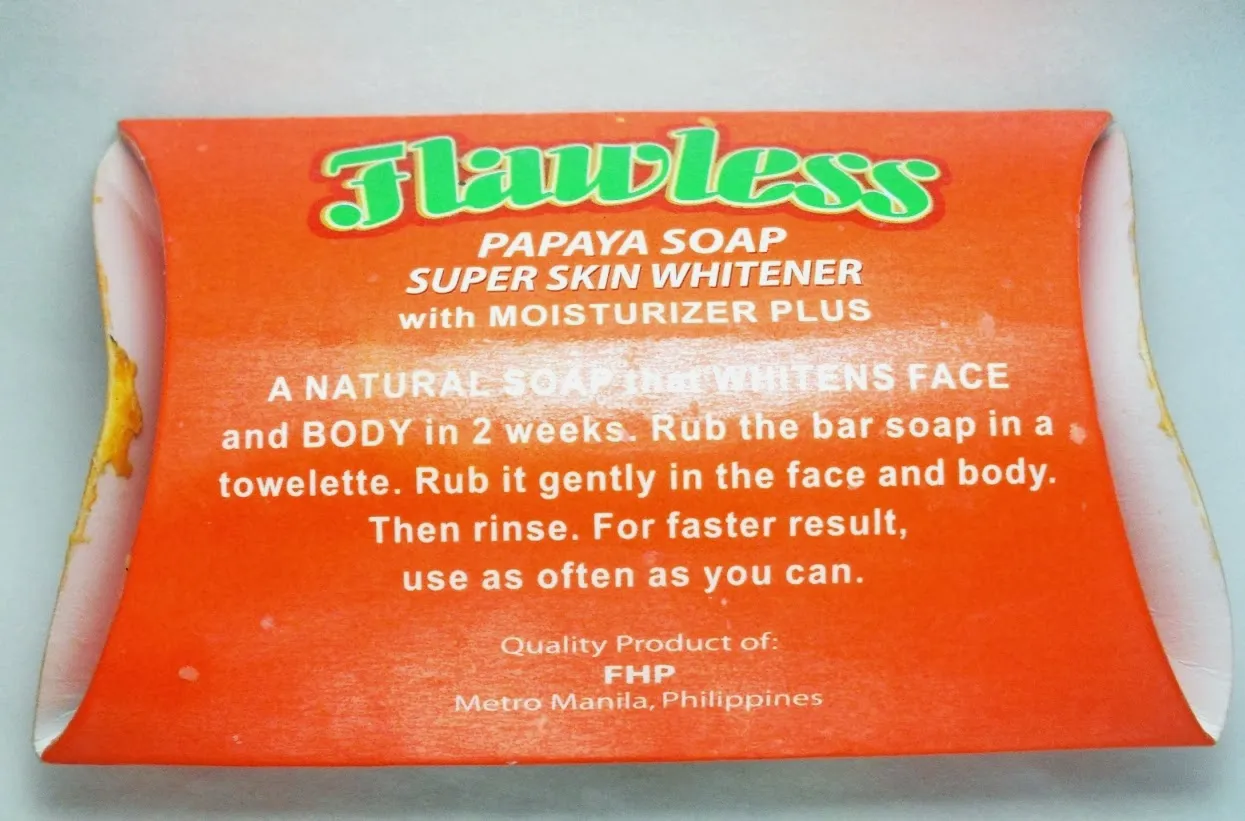 Flawless
PAPAYA SOAP
SUPER SKIN WHITENER
with MOISTURIZER PLUS
A NATURAL SOAP that WHITENS FACE
and BODY in 2 weeks. Rub the bar soap in a
towelette. Rub it gently in the face and body.
Then rinse. For faster result,
use as often as you can.
Quality Product of:
FHP
Metro Manila, Philippines